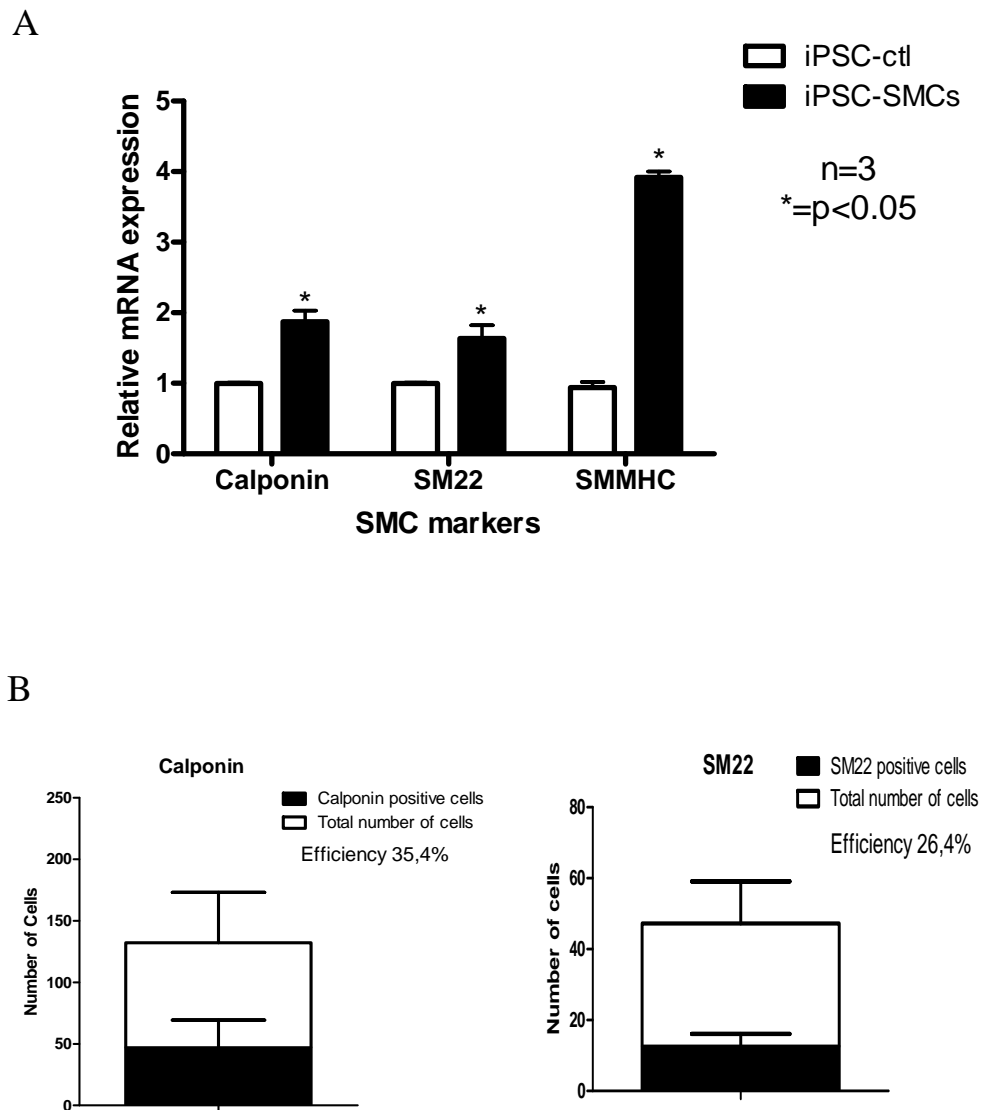 A
iPSC-ctl
iPSC-SMCs
n=3
*=p<0.05
Relative mRNA expression
5
4
3
2
1
0
*
*
*
Calponin SM22 SMMHC
SMC markers
B
Calponin
Calponin positive cells
Total number of cells
Efficiency 35,4%
Number of Cells
250
200
150
100
50
0
SM22
SM22 positive cells
Total number of cells
Efficiency 26,4%
Number of cells
80
60
40
20
0